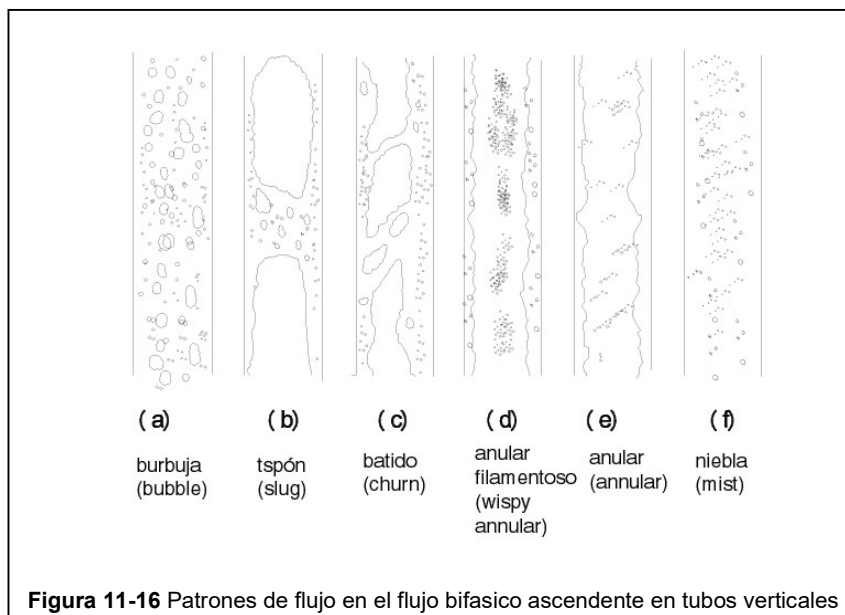 (a)
(b)
(c)
(d)
(e)
(f)
burbuja
(bubble)
tspón
(slug)
batido
(churn)
anular
filamentoso
(wispy
annular)
anular
(annular)
niebla
(mist)
Figura 11-16 Patrones de flujo en el flujo bifasico ascendente en tubos verticales